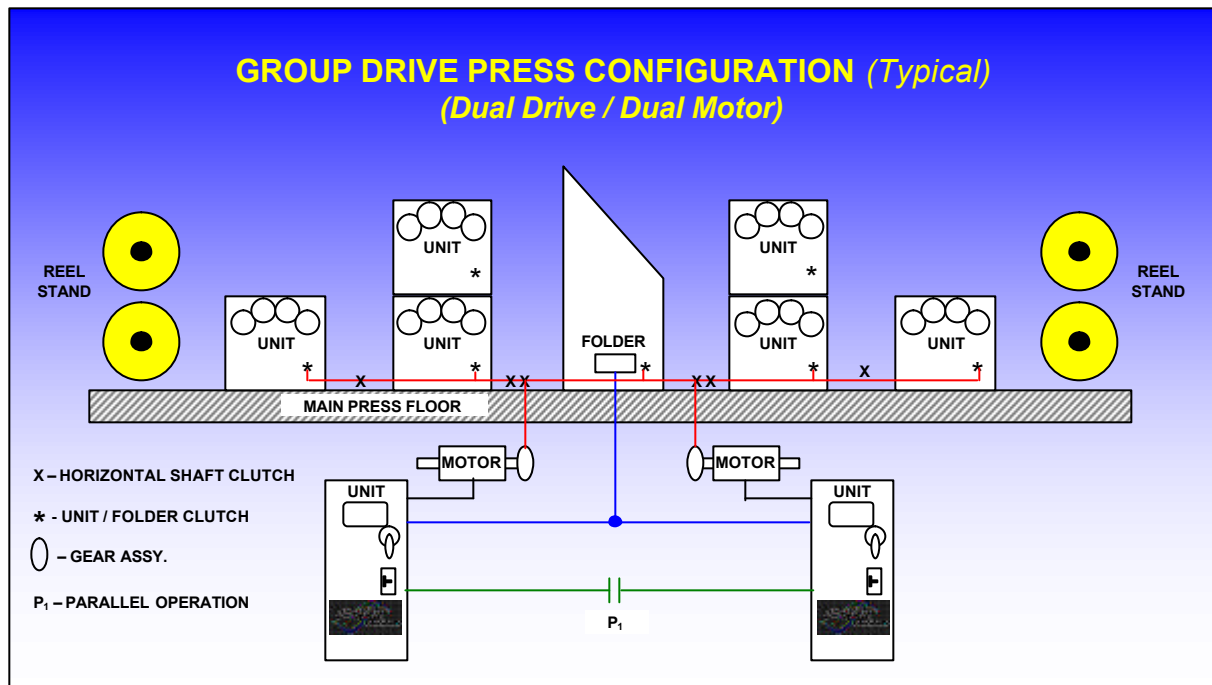 GROUP DRIVE PRESS CONFIGURATION (Typical)
(Dual Drive / Dual Motor)
UNIT
*
UNIT
*
REEL
STAND
REEL
STAND
UNIT
*
UNIT
*
FOLDER
*
UNIT
*
UNIT
*
X
X X
X X
X
MAIN PRESS FLOOR
MOTOR
MOTOR
X – HORIZONTAL SHAFT CLUTCH
* - UNIT / FOLDER CLUTCH
– GEAR ASSY.
P₁ – PARALLEL OPERATION
UNIT
UNIT
P₁